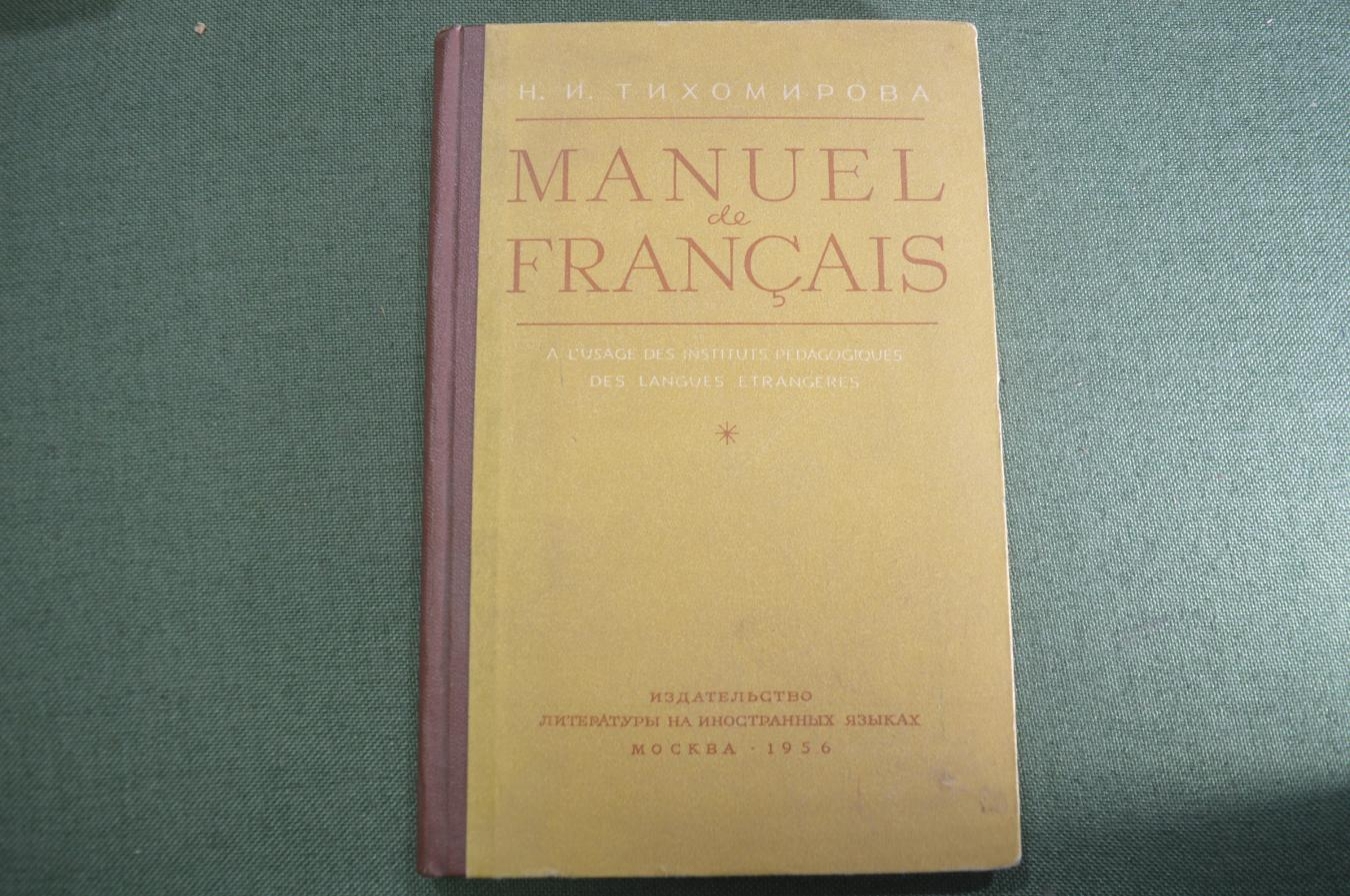 Н. И. ТИХОМИРОВА
MANUEL
de
FRANÇAIS
A L'USAGE DES INSTITUTS PEDAGOGIQUES
DES LANGUES ETRANGERES
ИЗДАТЕЛЬСТВО
ЛИТЕРАТУРЫ НА ИНОСТРАННЫХ ЯЗЫКАХ
МОСКВА · 1956